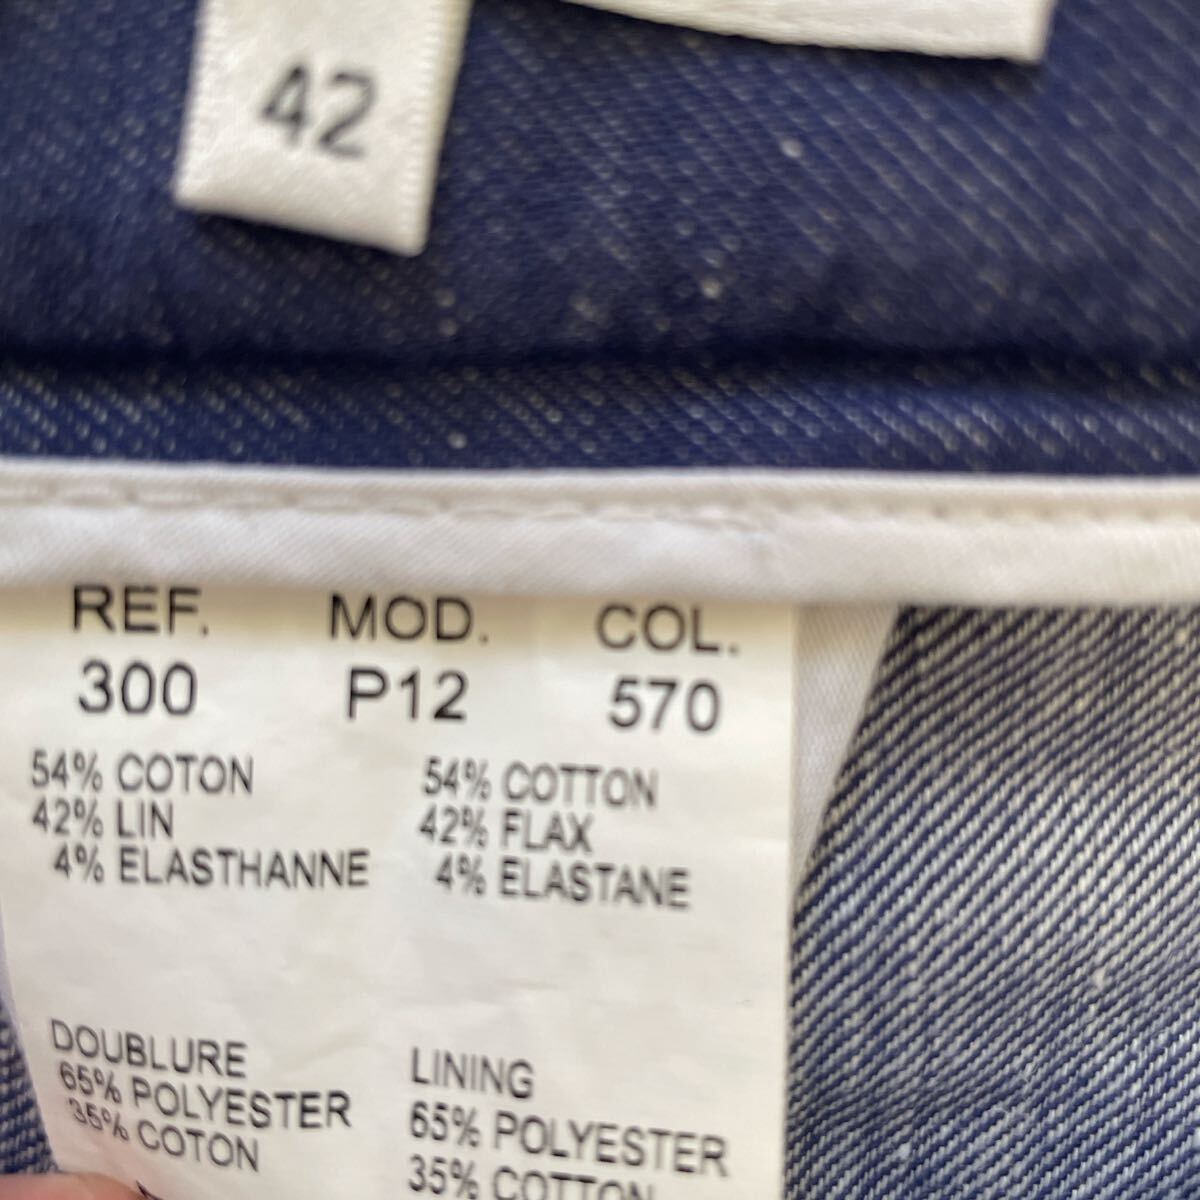 42
REF. MOD. COL.
300 P12 570
54% COTON
42% LIN
4% ELASTHANNE
54% COTTON
42% FLAX
4% ELASTANE
DOUBLURE
65% POLYESTER
35% COTON
LINING
65% POLYESTER
35% COTTON